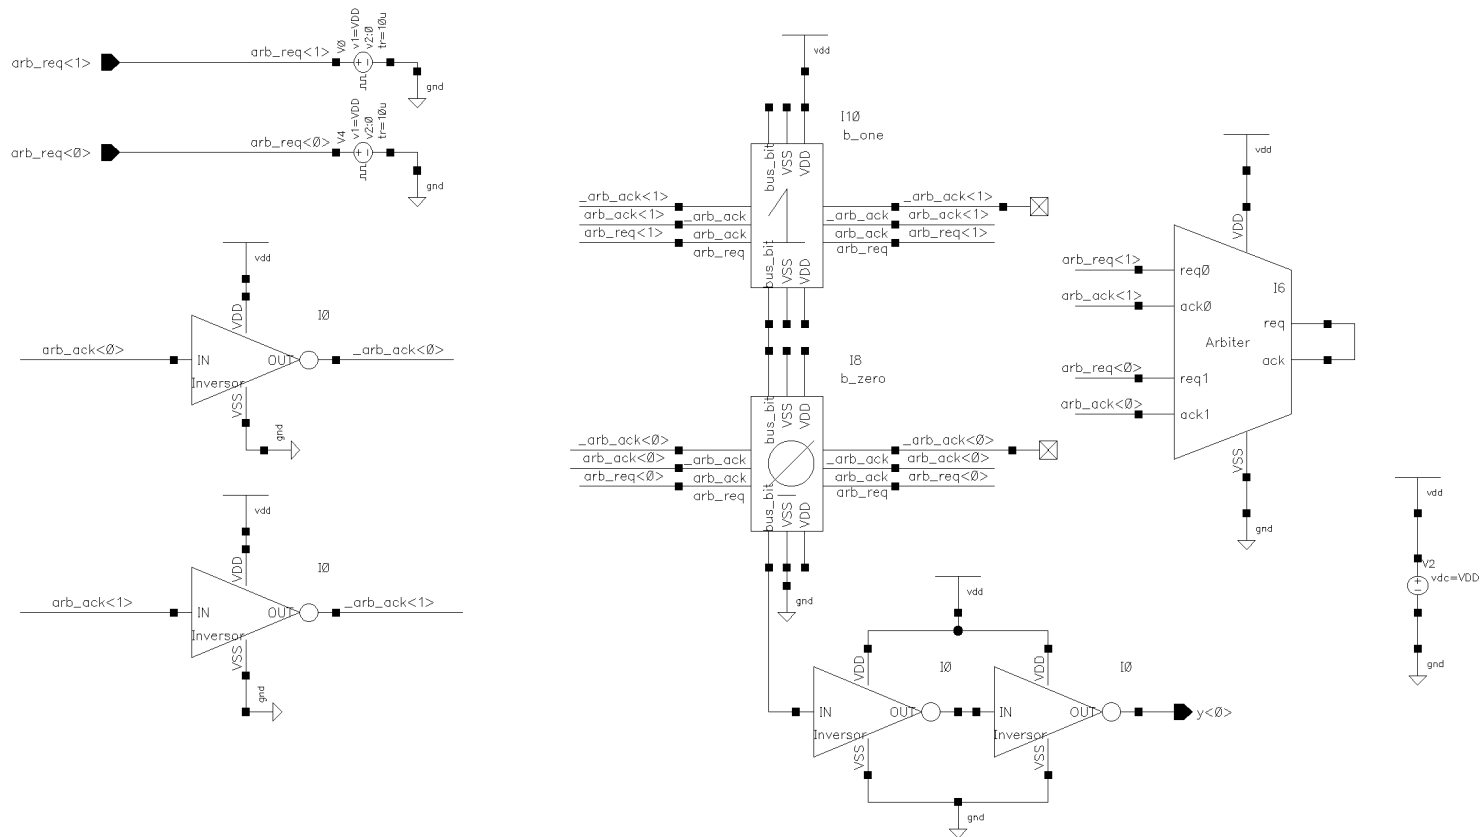 arb_req<1>
arb_req<1>
V0
v1=VDD
v2:0
tr=10u
gnd
arb_req<0>
arb_req<0>
V4
v1=VDD
v2:0
tr=10u
gnd
vdd
VDD
I0
arb_ack<0>
IN
OUT
_arb_ack<0>
Inversor
VSS
gnd
vdd
VDD
I0
arb_ack<1>
IN
OUT
_arb_ack<1>
Inversor
VSS
gnd
vdd
I10
b_one
bus_bit
VSS
VDD
_arb_ack<1>
_arb_ack<1>
arb_ack<1>
_arb_ack
_arb_ack
arb_ack<1>
arb_req<1>
arb_ack
arb_ack
arb_req<1>
arb_req
arb_req
bus_bit
VSS
VDD
I8
b_zero
bus_bit
VSS
VDD
_arb_ack<0>
_arb_ack<0>
arb_ack<0>
_arb_ack
_arb_ack
arb_ack<0>
arb_req<0>
arb_ack
arb_ack
arb_req<0>
arb_req
arb_req
bus_bit
VSS
VDD
gnd
vdd
VDD
I0
VDD
I0
IN
OUT
IN
OUT
y<0>
Inversor
Inversor
VSS
VSS
gnd
vdd
VDD
arb_req<1>
req0
I6
arb_ack<1>
ack0
req
Arbiter
ack
arb_req<0>
req1
arb_ack<0>
ack1
VSS
gnd
vdd
V2
vdc=VDD
gnd